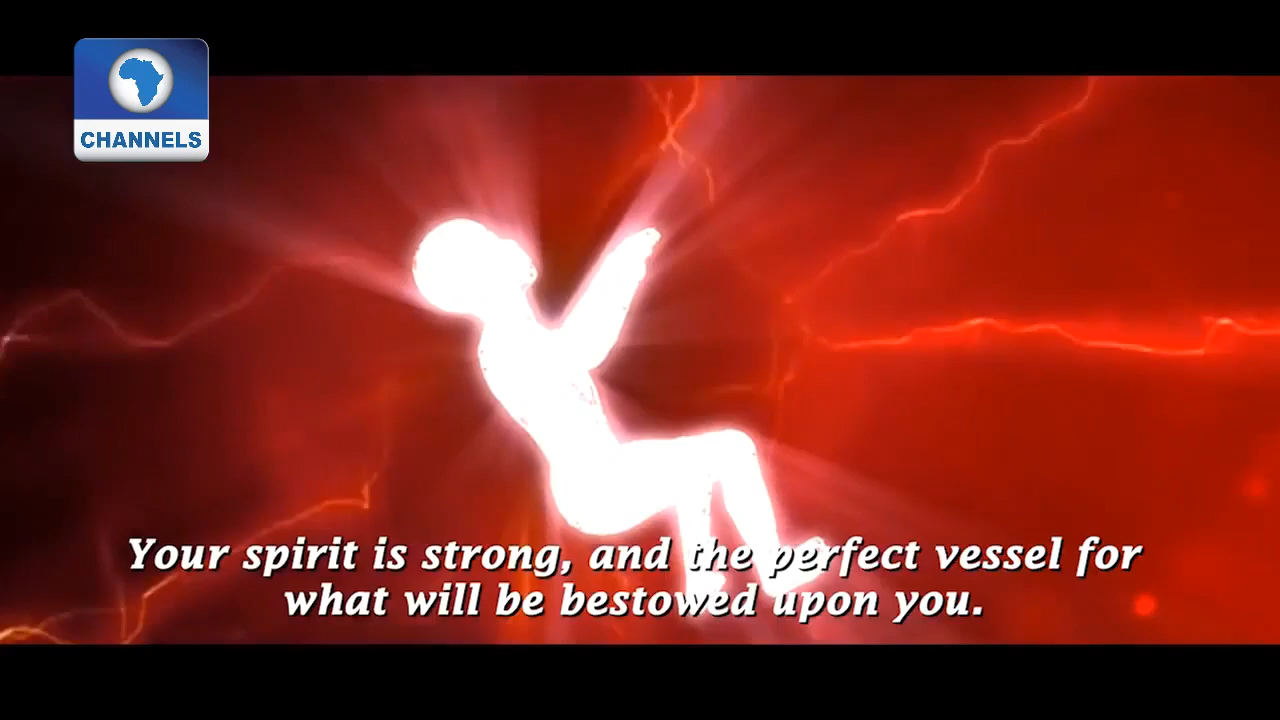 CHANNELS
Your spirit is strong, and the perfect vessel for
what will be bestowed upon you.